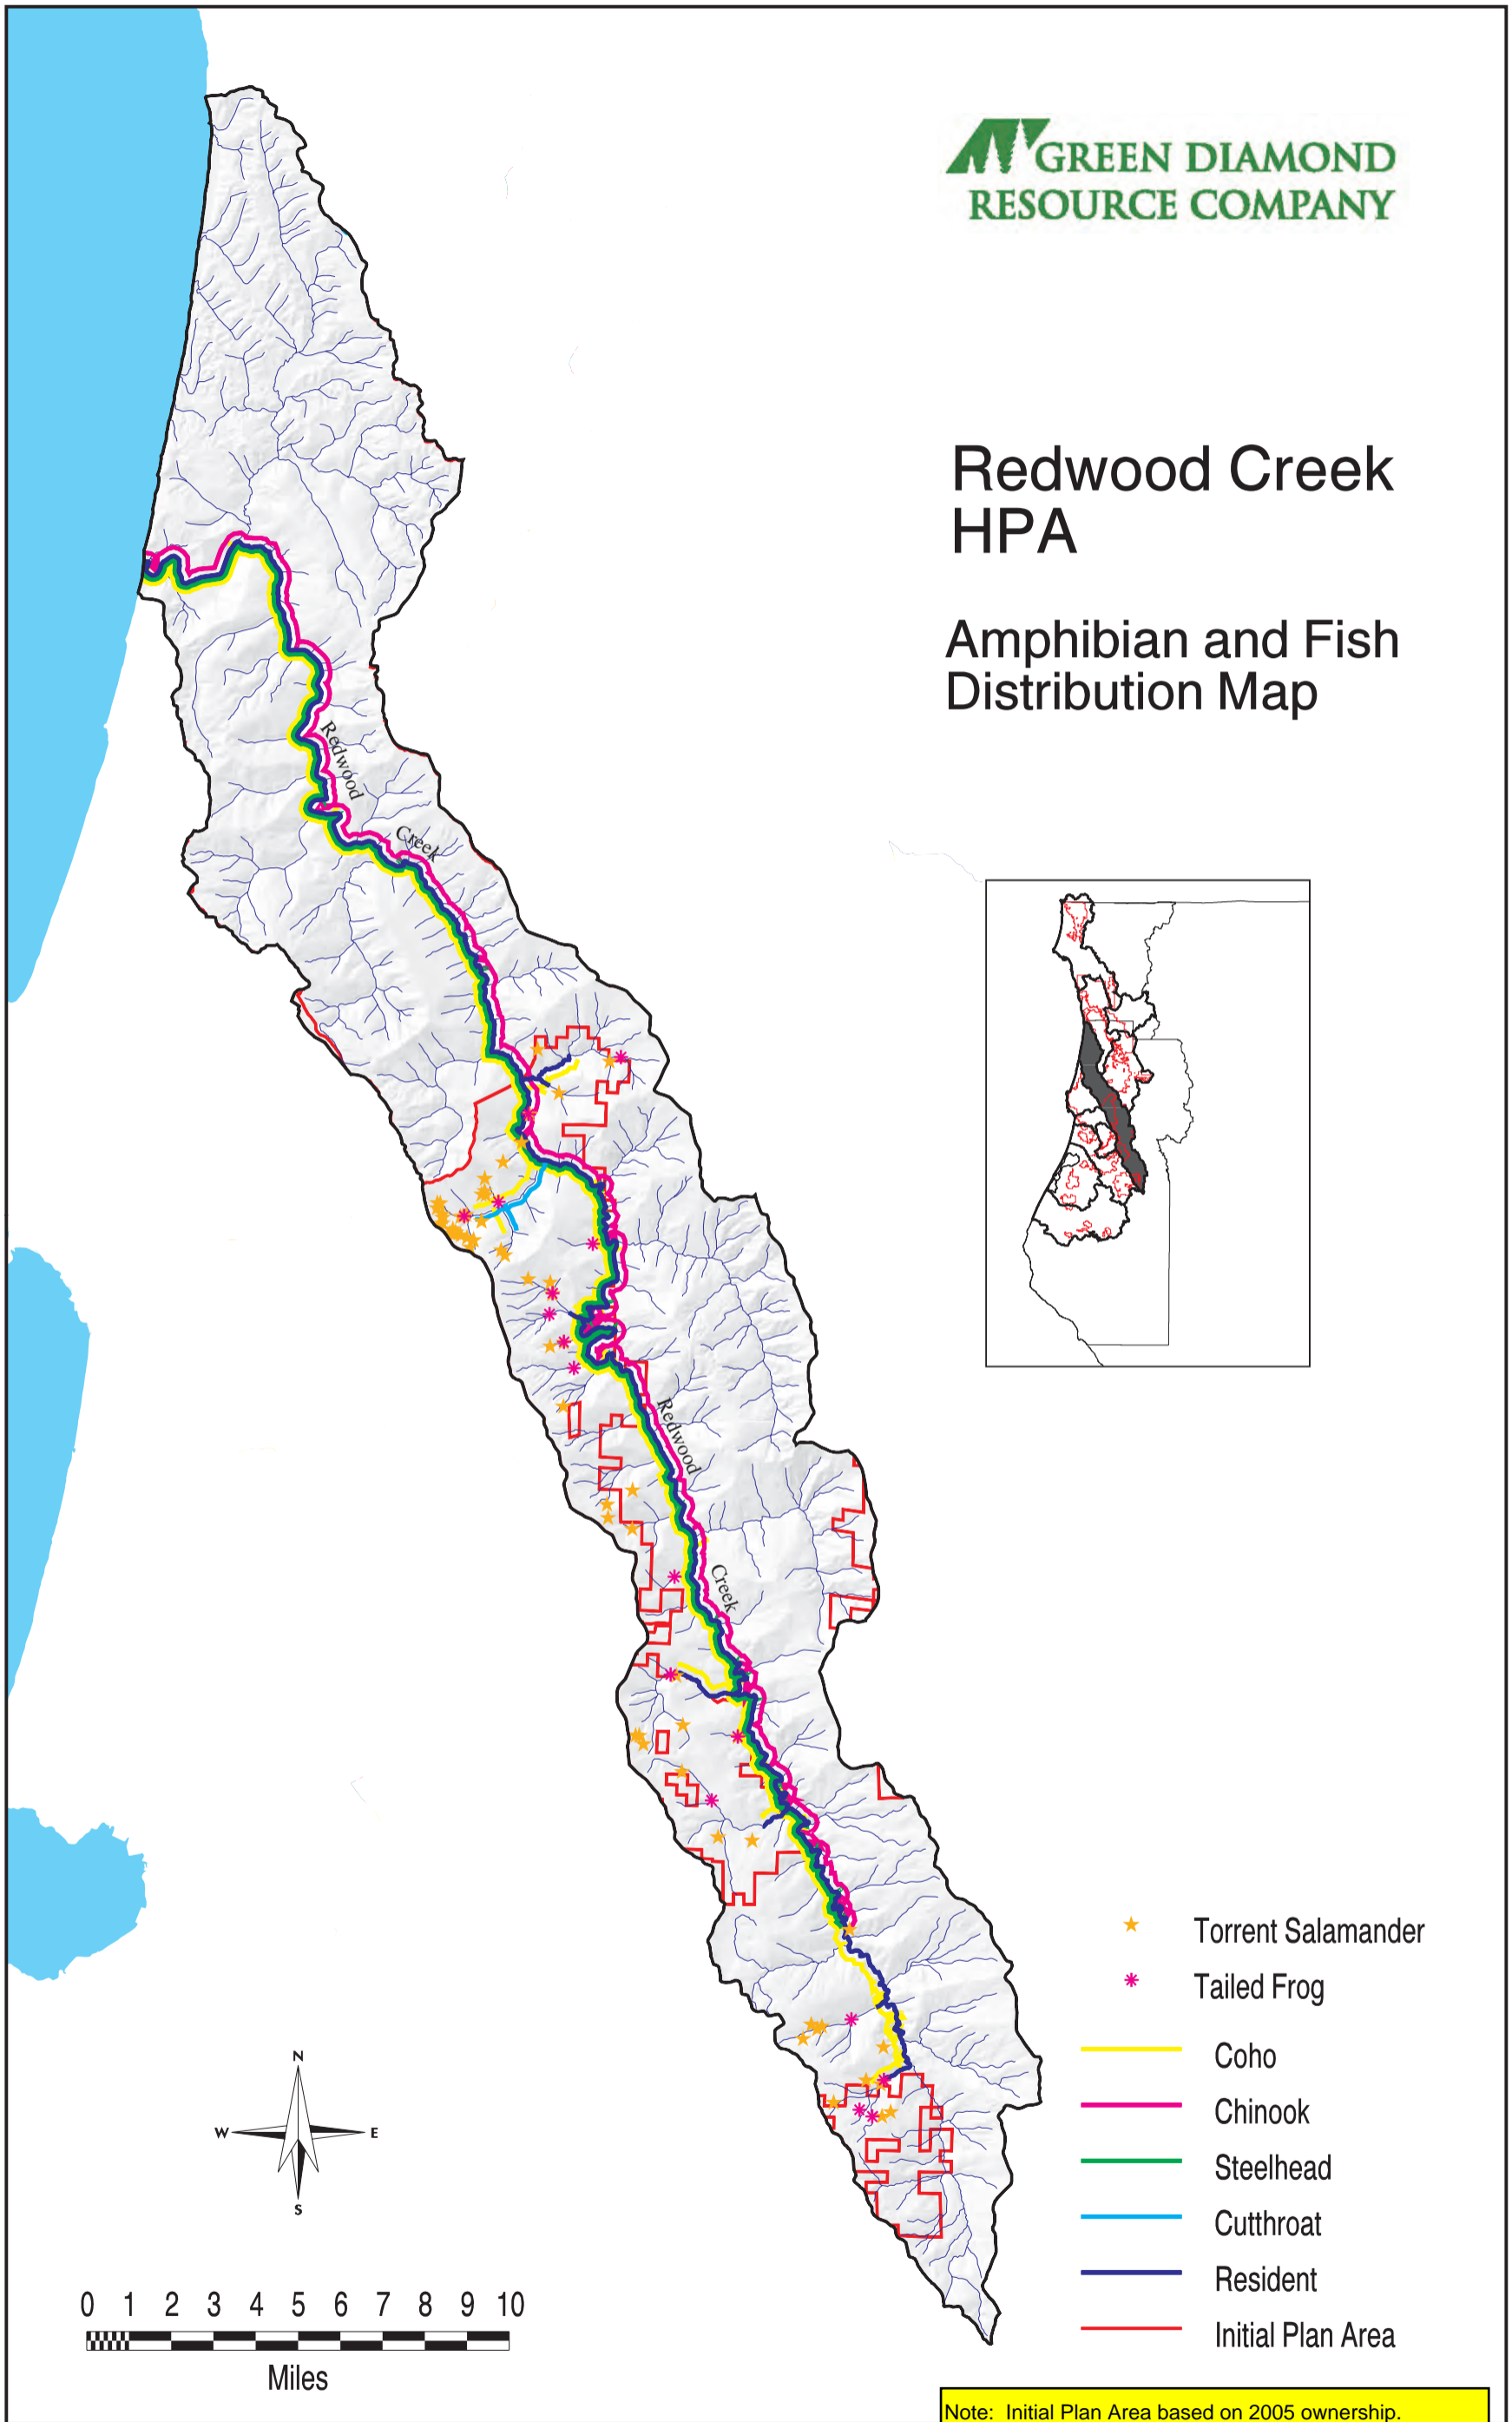 GREEN DIAMOND
RESOURCE COMPANY
Redwood Creek
HPA
Amphibian and Fish
Distribution Map
Redwood
Creek
Redwood
Creek
Torrent Salamander
Tailed Frog
Coho
Chinook
Steelhead
Cutthroat
Resident
Initial Plan Area
N
W E
S
0 1 2 3 4 5 6 7 8 9 10
Miles
Note: Initial Plan Area based on 2005 ownership.